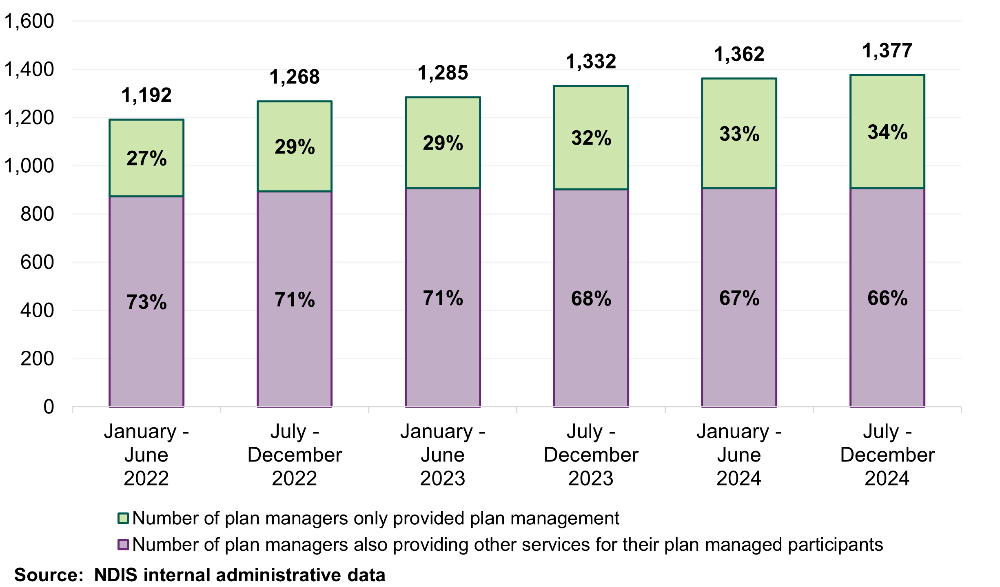 1,600
1,400
1,200
1,000
800
600
400
200
0
1,192
1,268
1,285
1,332
1,362
1,377
27%
29%
29%
32%
33%
34%
73%
71%
71%
68%
67%
66%
January -
June
2022
July -
December
2022
January -
June
2023
July -
December
2023
January -
June
2024
July -
December
2024
Number of plan managers only provided plan management
Number of plan managers also providing other services for their plan managed participants
Source:  NDIS internal administrative data